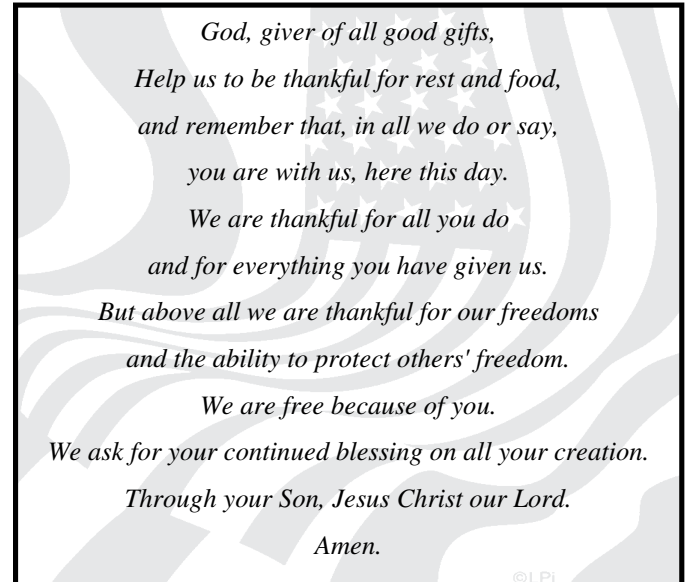 God, giver of all good gifts,
Help us to be thankful for rest and food,
and remember that, in all we do or say,
you are with us, here this day.
We are thankful for all you do
and for everything you have given us.
But above all we are thankful for our freedoms
and the ability to protect others' freedom.
We are free because of you.
We ask for your continued blessing on all your creation.
Through your Son, Jesus Christ our Lord.
Amen.
©LPi